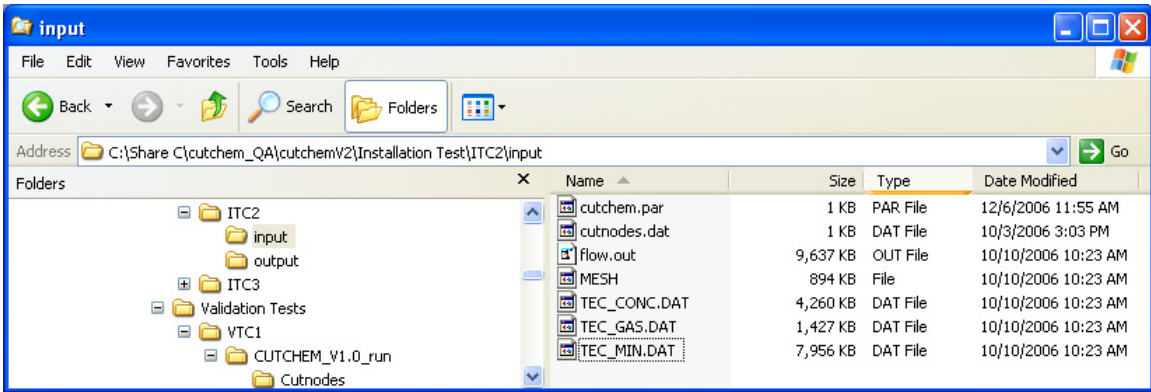 input
File Edit View Favorites Tools Help
Back Search Folders
Address C:\Share C\cutchem_QA\cutchemV2\Installation Test\ITC2\input Go
Folders x Name Size Type Date Modified
ITC2
input
output
ITC3
Validation Tests
VTC1
CUTCHEM_V1.0_run
Cutnodes
cutchem.par 1 KB PAR File 12/6/2006 11:55 AM
cutnodes.dat 1 KB DAT File 10/3/2006 3:03 PM
flow.out 9,637 KB OUT File 10/10/2006 10:23 AM
MESH 894 KB File 10/10/2006 10:23 AM
TEC_CONC.DAT 4,260 KB DAT File 10/10/2006 10:23 AM
TEC_GAS.DAT 1,427 KB DAT File 10/10/2006 10:23 AM
TEC_MIN.DAT 7,956 KB DAT File 10/10/2006 10:23 AM